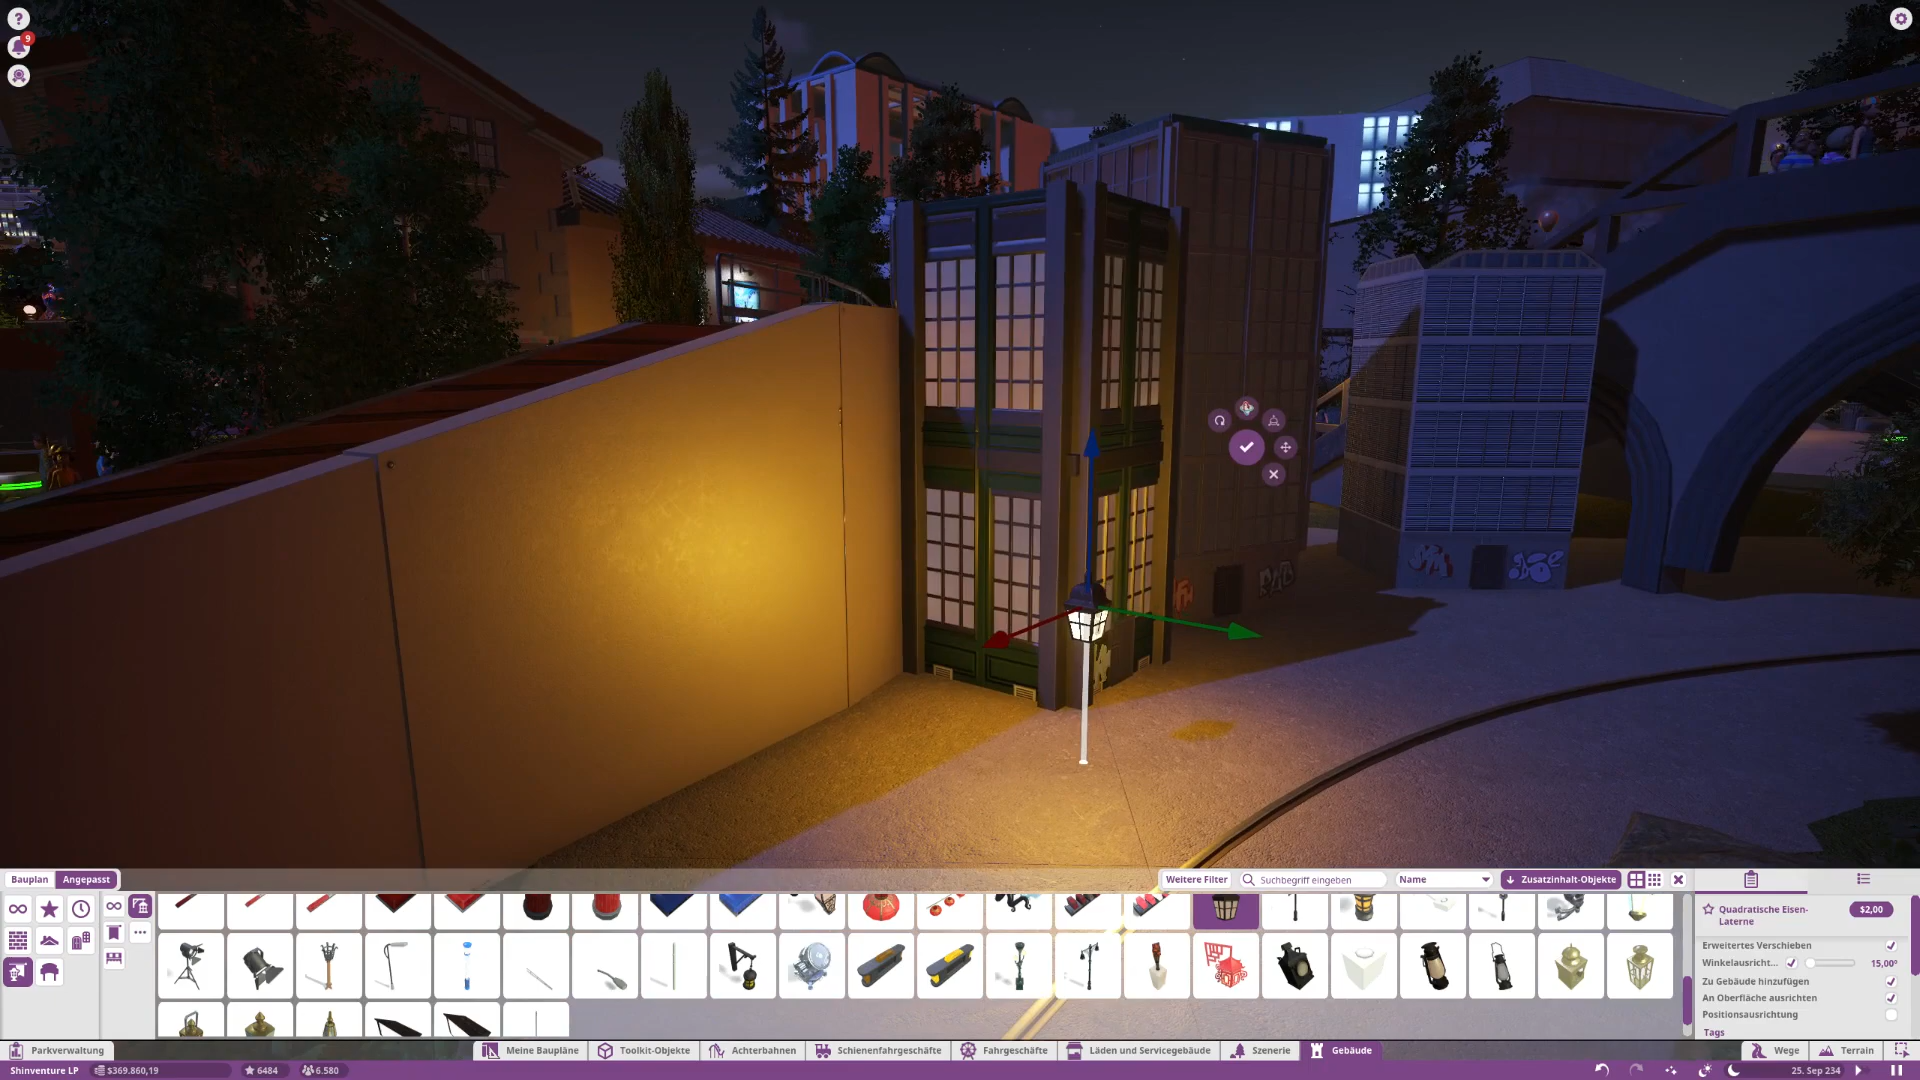 ?
9
Bauplan
Angepasst
Weitere Filter
Suchbegriff eingeben
Name
Zusatzinhalt-Objekte
Quadratische Eisen-
Laterne
$2,00
Erweitertes Verschieben
Winkelausricht...
15,00°
Zu Gebäude hinzufügen
An Oberfläche ausrichten
Positionsausrichtung
Tags
Parkverwaltung
Meine Baupläne
Toolkit-Objekte
Achterbahnen
Schienenfahrgeschäfte
Fahrgeschäfte
Läden und Servicegebäude
Szenerie
Gebäude
Wege
Terrain
Shinventure LP
$369.860,19
6484
6.580
25. Sep 234